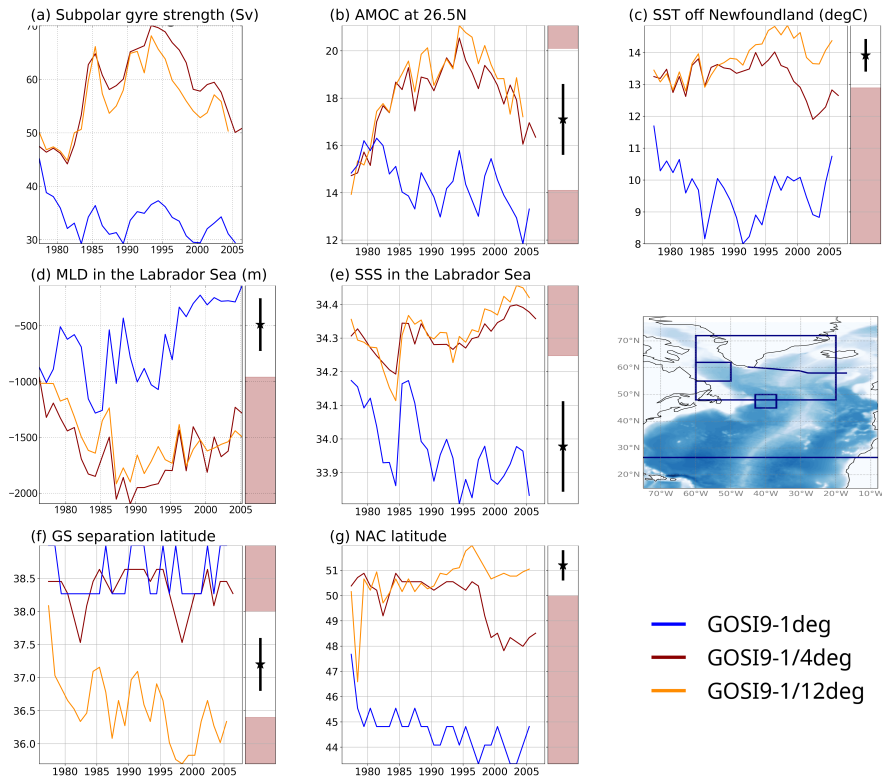 (a) Subpolar gyre strength (Sv)
70
60
50
40
30
1980 1985 1990 1995 2000 2005
(b) AMOC at 26.5N
20
18
16
14
12
1980 1985 1990 1995 2000 2005
(c) SST off Newfoundland (degC)
14
13
12
11
10
9
8
1980 1985 1990 1995 2000 2005
(d) MLD in the Labrador Sea (m)
−500
−1000
−1500
−2000
1980 1985 1990 1995 2000 2005
(e) SSS in the Labrador Sea
34.4
34.3
34.2
34.1
34.0
33.9
1980 1985 1990 1995 2000 2005
70°N
60°N
50°N
40°N
30°N
20°N
70°W 60°W 50°W 40°W 30°W 20°W 10°W
(f) GS separation latitude
38.5
38.0
37.5
37.0
36.5
36.0
1980 1985 1990 1995 2000 2005
(g) NAC latitude
51
50
49
48
47
46
45
44
1980 1985 1990 1995 2000 2005
GOSI9-1deg
GOSI9-1/4deg
GOSI9-1/12deg